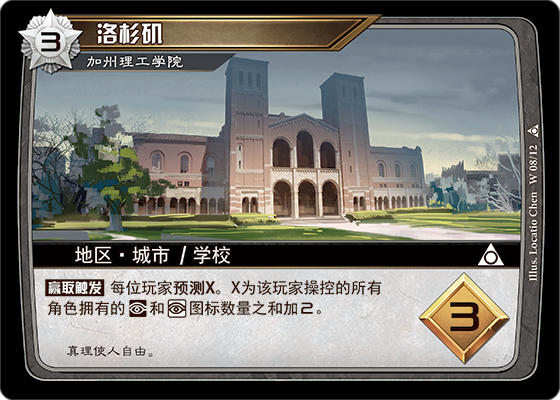 3
洛杉矶
加州理工学院
Illus. Locatio Chen W 08/12
地区·城市 / 学校
赢取触发 每位玩家预测X。X为该玩家操控的所有
角色拥有的和图标数量之和加2。
3
真理使人自由。